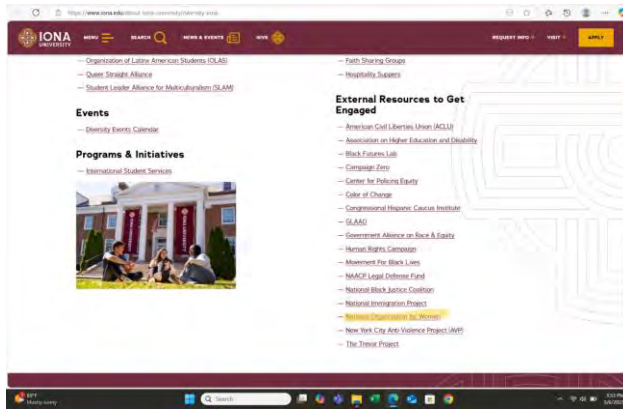 https://www.iona.edu/about-iona-university/diversity-iona
IONA
UNIVERSITY
MENU
SEARCH
NEWS & EVENTS
GIVE
REQUEST INFO
VISIT
APPLY
— Organization of Latino American Students (OLAS)
— Queer Straight Alliance
— Student Leader Alliance for Multiculturalism (SLAM)
Events
— Diversity Events Calendar
Programs & Initiatives
— International Student Services
— Faith Sharing Groups
— Hospitality Suppers
External Resources to Get
Engaged
— American Civil Liberties Union (ACLU)
— Association on Higher Education and Disability
— Black Futures Lab
— Campaign Zero
— Center for Policing Equity
— Color of Change
— Congressional Hispanic Caucus Institute
— GLAAD
— Government Alliance on Race & Equity
— Human Rights Campaign
— Movement For Black Lives
— NAACP Legal Defense Fund
— National Black Justice Coalition
— National Immigration Project
— National Organization for Women
— New York City Anti-Violence Project (AVP)
— The Trevor Project
Mostly sunny
Search